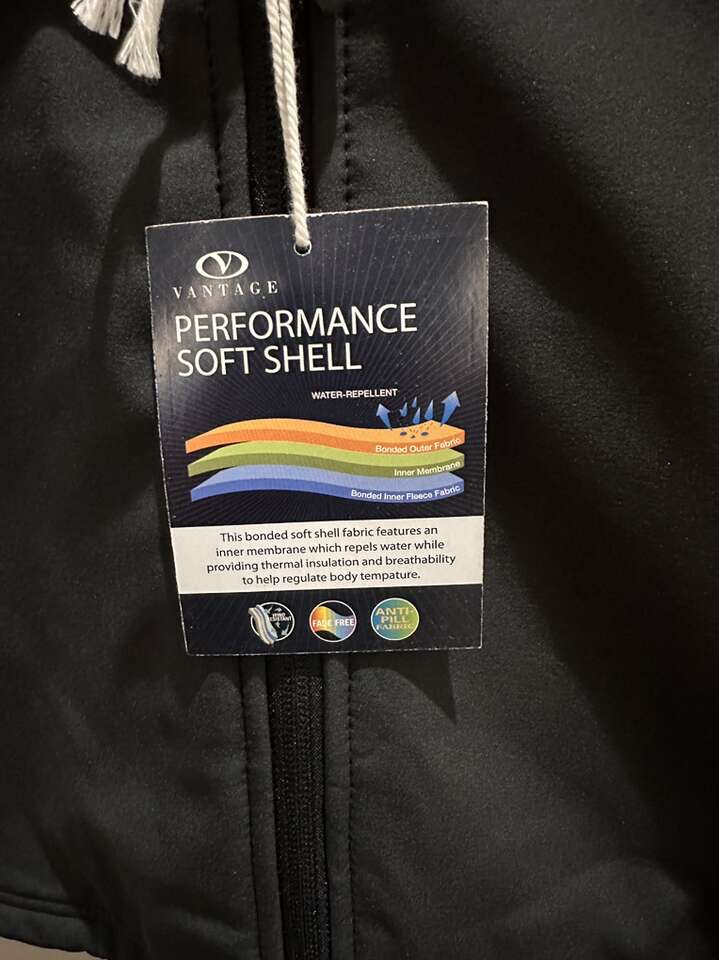 V
VANTAGE
PERFORMANCE
SOFT SHELL
WATER-REPELLENT
Bonded Outer Fabric
Inner Membrane
Bonded Inner Fleece Fabric
This bonded soft shell fabric features an
inner membrane which repels water while
providing thermal insulation and breathability
to help regulate body tempature.
WIND
RESISTANT
FADE FREE
ANTI-
PILL
FABRIC